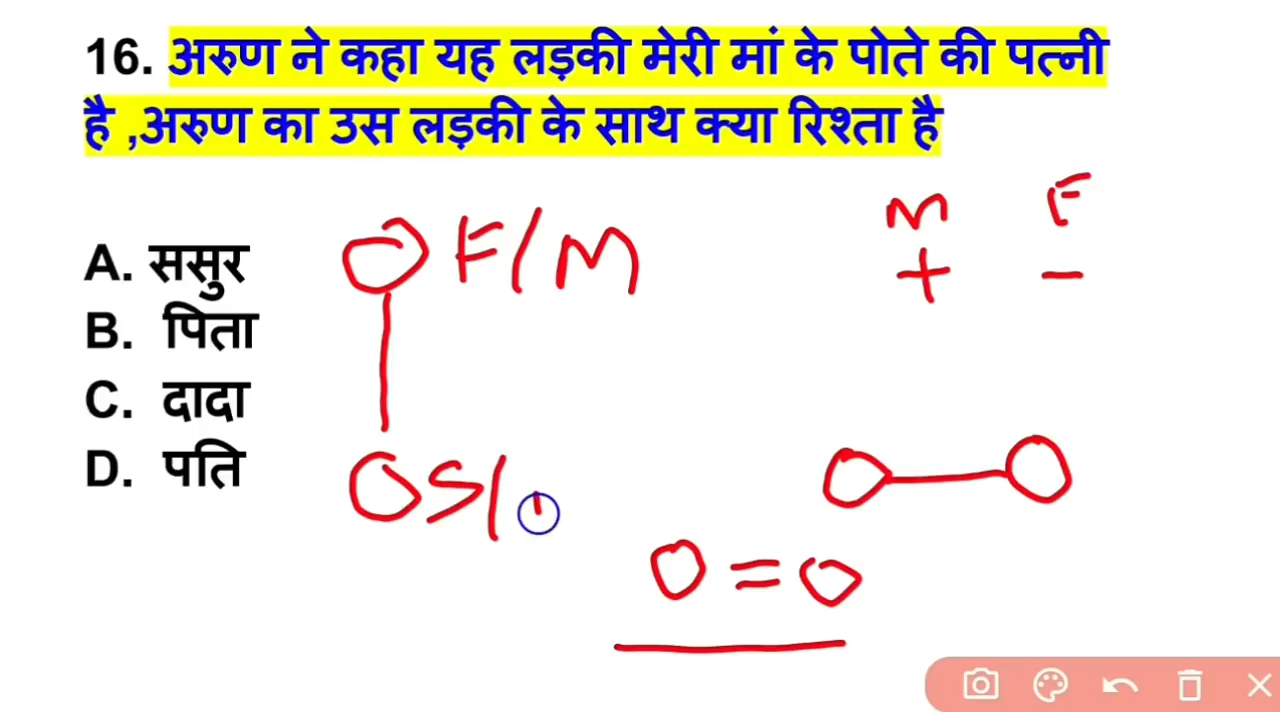 16. अरुण ने कहा यह लड़की मेरी मां के पोते की पत्नी
है ,अरुण का उस लड़की के साथ क्या रिश्ता है
M F
+ −
F/M
A. ससुर
B. पिता
C. दादा
D. पति
S/
=